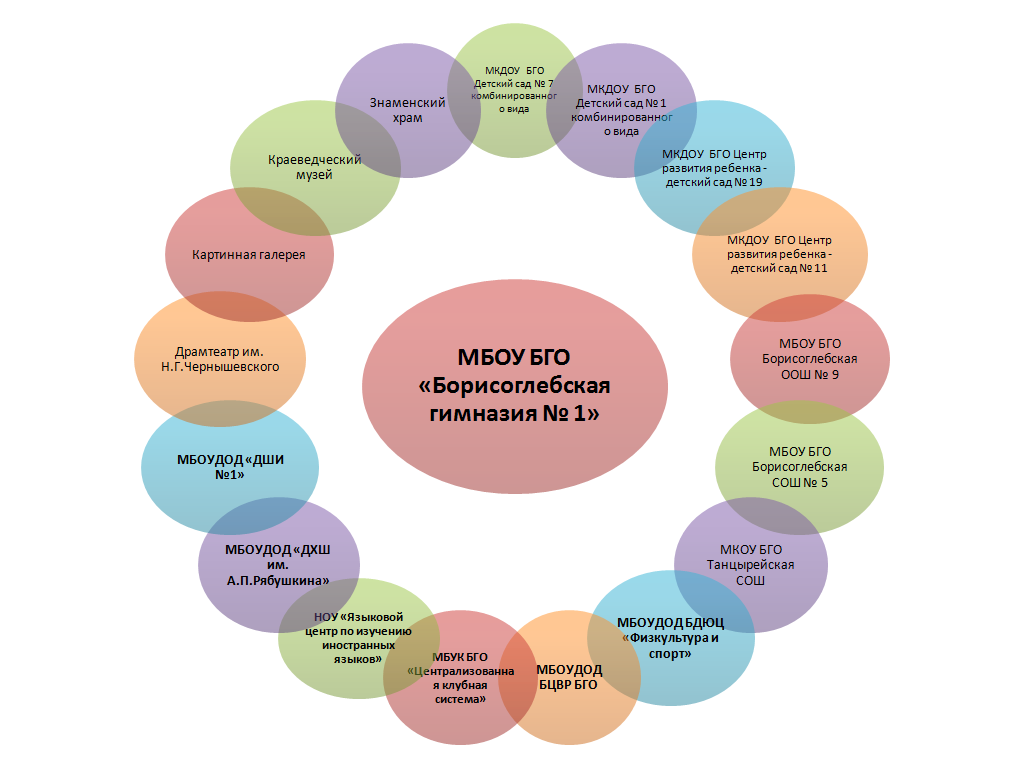 МКДОУ БГО
Детский сад № 7
комбинированног
о вида
МКДОУ БГО
Детский сад № 1
комбинированног
о вида
МКДОУ БГО Центр
развития ребенка -
детский сад № 19
МКДОУ БГО Центр
развития ребенка -
детский сад № 11
МБОУ БГО
Борисоглебская
ООШ № 9
МБОУ БГО
Борисоглебская
СОШ № 5
МКОУ БГО
Танцырейская
СОШ
МБОУДОД БДЮЦ
«Физкультура и
спорт»
МБОУДОД
БЦВР БГО
МБУК БГО
«Централизованна
я клубная
система»
НОУ «Языковой
центр по изучению
иностранных
языков»
МБОУДОД «ДХШ
им.
А.П.Рябушкина»
МБОУДОД «ДШИ
№1»
Драмтеатр им.
Н.Г.Чернышевского
Картинная галерея
Краеведческий
музей
Знаменский
храм
МБОУ БГО
«Борисоглебская
гимназия № 1»